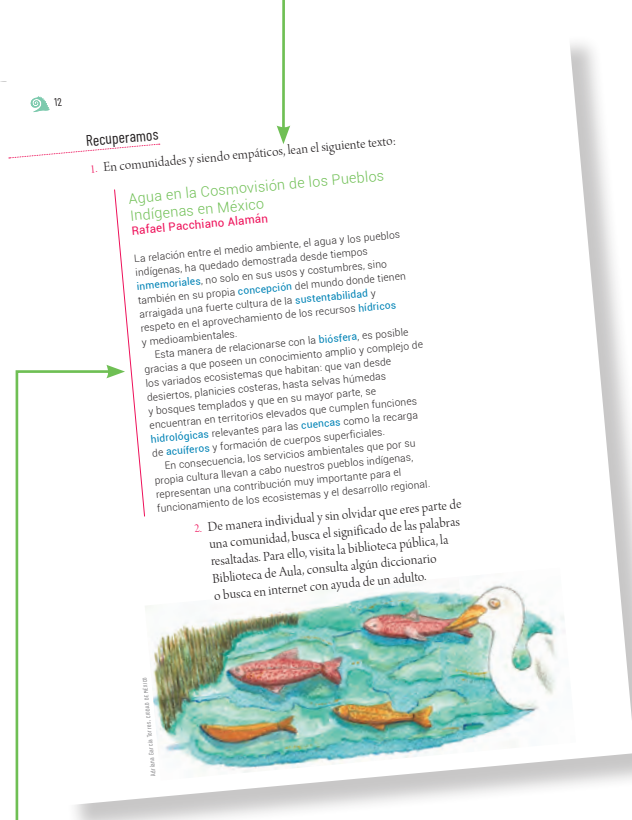 12
Recuperamos
1. En comunidades y siendo empáticos, lean el siguiente texto:
Agua en la Cosmovisión de los Pueblos
Indígenas en México
Rafael Pacchiano Alamán
La relación entre el medio ambiente, el agua y los pueblos
indígenas, ha quedado demostrada desde tiempos
inmemoriales, no solo en sus usos y costumbres, sino
también en su propia concepción del mundo donde tienen
arraigada una fuerte cultura de la sustentabilidad y
respeto en el aprovechamiento de los recursos hídricos
y medioambientales.
Esta manera de relacionarse con la biósfera, es posible
gracias a que poseen un conocimiento amplio y complejo de
los variados ecosistemas que habitan: que van desde
desiertos, planicies costeras, hasta selvas húmedas
y bosques templados y que en su mayor parte, se
encuentran en territorios elevados que cumplen funciones
hidrológicas relevantes para las cuencas como la recarga
de acuíferos y formación de cuerpos superficiales.
En consecuencia, los servicios ambientales que por su
propia cultura llevan a cabo nuestros pueblos indígenas,
representan una contribución muy importante para el
funcionamiento de los ecosistemas y el desarrollo regional.
2. De manera individual y sin olvidar que eres parte de
una comunidad, busca el significado de las palabras
resaltadas. Para ello, visita la biblioteca pública, la
Biblioteca de Aula, consulta algún diccionario
o busca en internet con ayuda de un adulto.
Adriana García Torres, CIUDAD DE MÉXICO